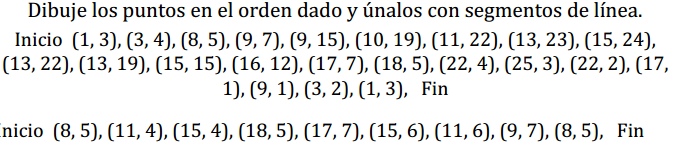 Dibuje los puntos en el orden dado y únalos con segmentos de línea.
Inicio (1, 3), (3, 4), (8, 5), (9, 7), (9, 15), (10, 19), (11, 22), (13, 23), (15, 24),
(13, 22), (13, 19), (15, 15), (16, 12), (17, 7), (18, 5), (22, 4), (25, 3), (22, 2), (17,
1), (9, 1), (3, 2), (1, 3), Fin
nicio (8, 5), (11, 4), (15, 4), (18, 5), (17, 7), (15, 6), (11, 6), (9, 7), (8, 5), Fin